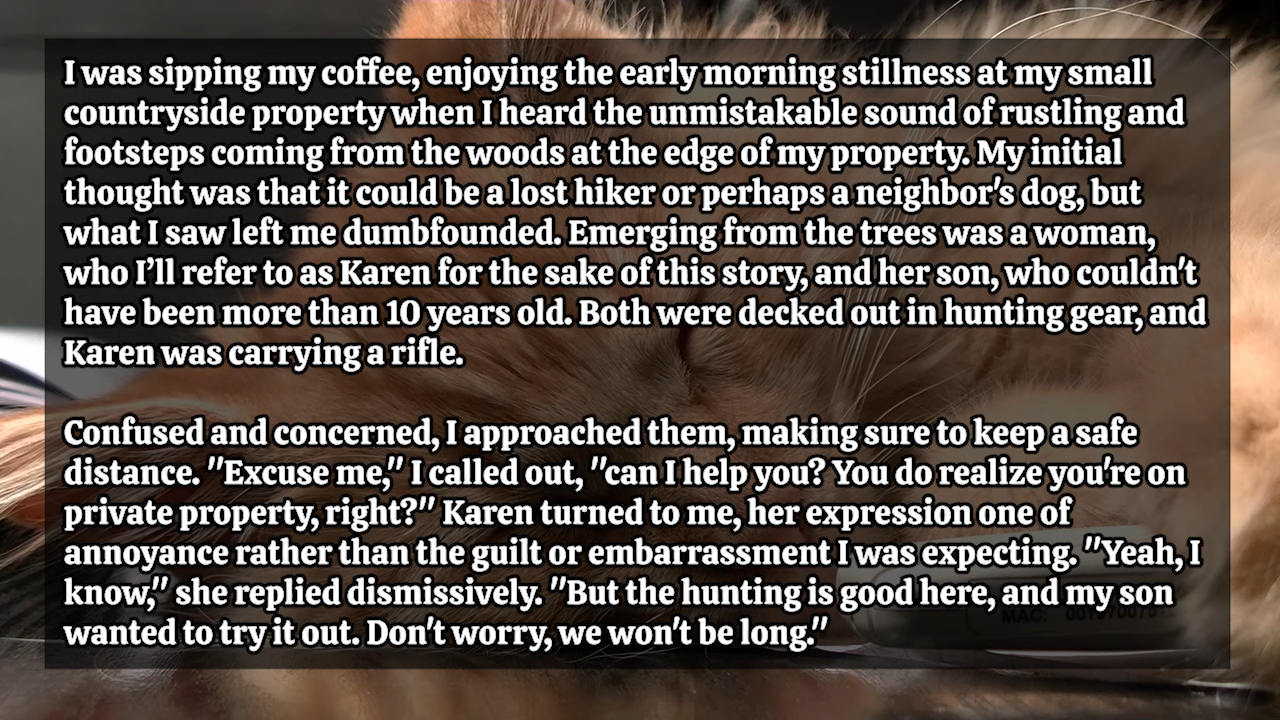 I was sipping my coffee, enjoying the early morning stillness at my small
countryside property when I heard the unmistakable sound of rustling and
footsteps coming from the woods at the edge of my property. My initial
thought was that it could be a lost hiker or perhaps a neighbor's dog, but
what I saw left me dumbfounded. Emerging from the trees was a woman,
who I’ll refer to as Karen for the sake of this story, and her son, who couldn't
have been more than 10 years old. Both were decked out in hunting gear, and
Karen was carrying a rifle.
Confused and concerned, I approached them, making sure to keep a safe
distance. "Excuse me," I called out, "can I help you? You do realize you're on
private property, right?" Karen turned to me, her expression one of
annoyance rather than the guilt or embarrassment I was expecting. "Yeah, I
know," she replied dismissively. "But the hunting is good here, and my son
wanted to try it out. Don't worry, we won't be long."
MAC: